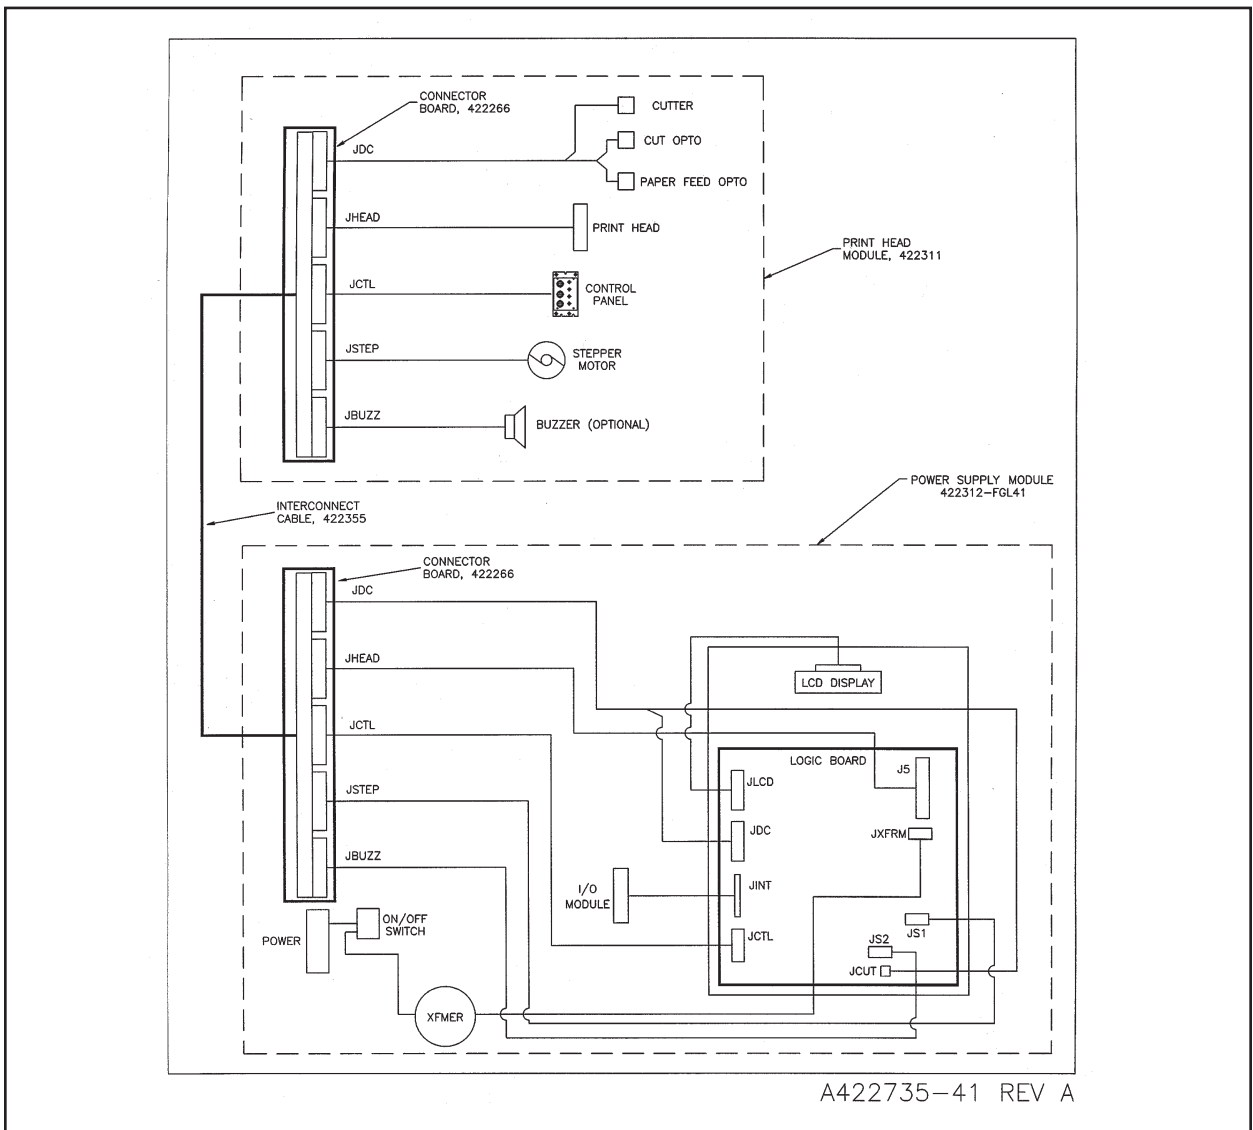 CONNECTOR
BOARD, 422266
CUTTER
JDC
CUT OPTO
PAPER FEED OPTO
JHEAD
PRINT HEAD
PRINT HEAD
MODULE, 422311
JCTL
CONTROL
PANEL
JSTEP
STEPPER
MOTOR
JBUZZ
BUZZER (OPTIONAL)
POWER SUPPLY MODULE
422312-FGL41
INTERCONNECT
CABLE, 422355
CONNECTOR
BOARD, 422266
JDC
JHEAD
LCD DISPLAY
JCTL
LOGIC BOARD
J5
JLCD
JSTEP
JDC
JXFRM
JBUZZ
I/O
MODULE
JINT
ON/OFF
SWITCH
POWER
JCTL
JS1
JS2
JCUT
XFMER
A422735-41 REV A